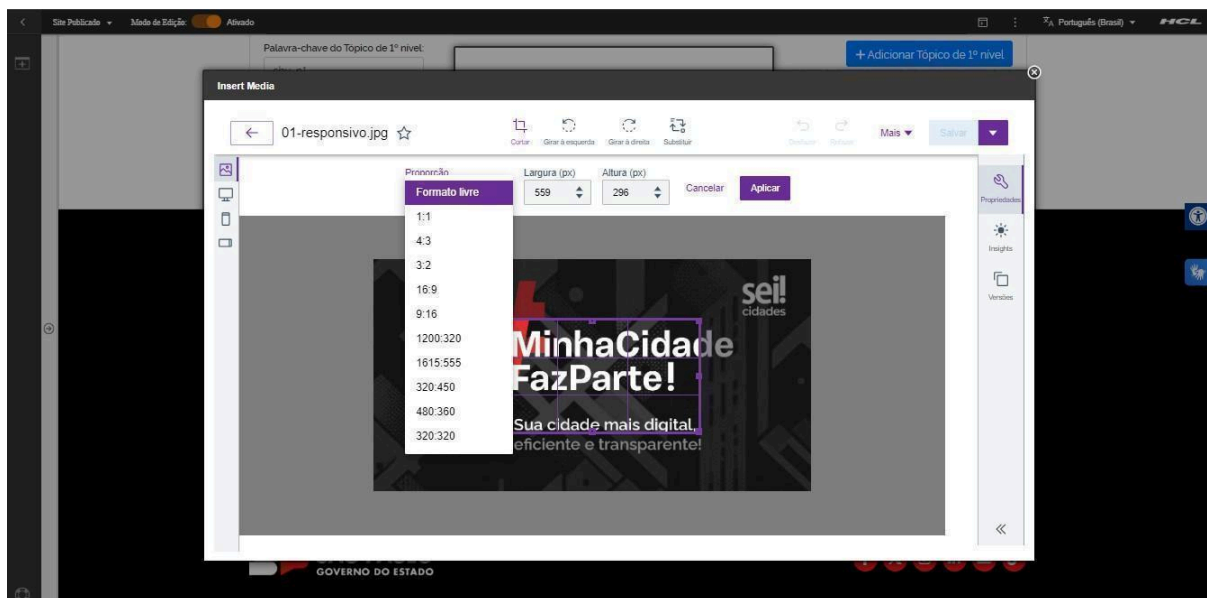 Site Publicado
Modo de Edição:
Ativado
Português (Brasil)
HCL
Palavra-chave do Tópico de 1º nível:
+ Adicionar Tópico de 1º nível
Insert Media
01-responsivo.jpg
Cortar
Girar à esquerda
Girar à direita
Substituir
Desfazer
Refazer
Mais
Salvar
Proporção
Largura (px)
Altura (px)
Formato livre
559
296
Cancelar
Aplicar
1:1
4:3
3:2
16:9
9:16
1200:320
1615:555
320:450
480:360
320:320
Propriedades
Insights
Versões
sei!
cidades
MinhaCidade
FazParte!
Sua cidade mais digital,
eficiente e transparente!
GOVERNO DO ESTADO